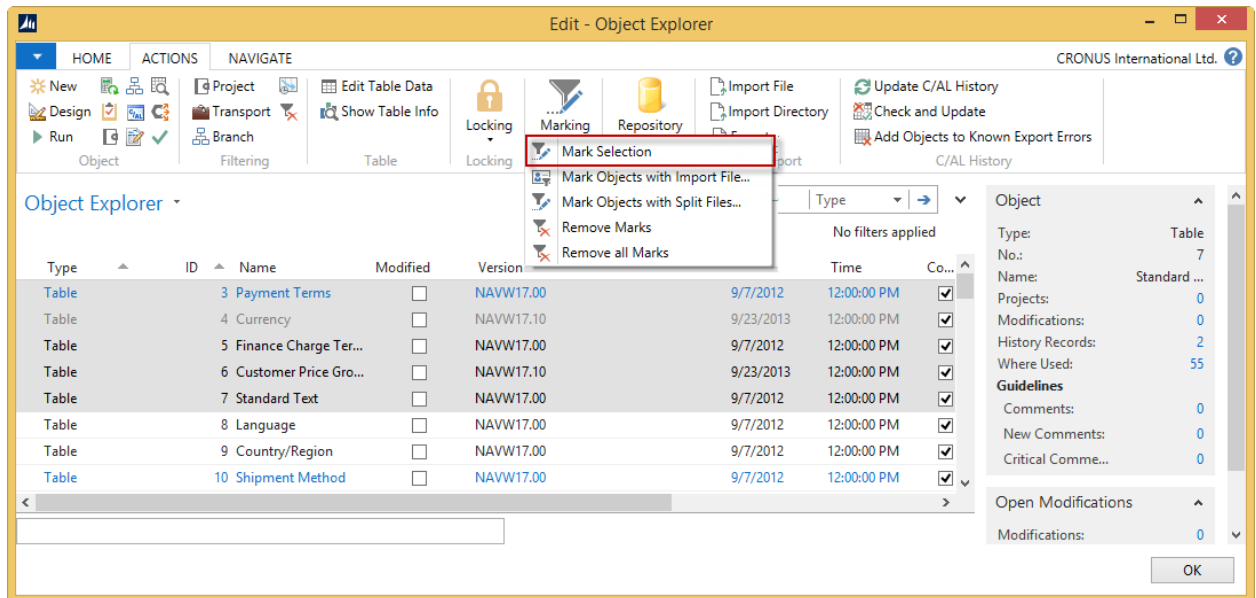 Edit - Object Explorer
HOME ACTIONS NAVIGATE CRONUS International Ltd.
New Project Edit Table Data Import File Update C/AL History
Design Transport Show Table Info Import Directory Check and Update
Run Branch Locking Marking Repository Add Objects to Known Export Errors
Object Filtering Table Locking C/AL History
Mark Selection
Mark Objects with Import File...
Mark Objects with Split Files...
Remove Marks
Remove all Marks
Object Explorer Type Object
No filters applied
Type ID Name Modified Version Time Co...
Table 3 Payment Terms NAVW17.00 9/7/2012 12:00:00 PM
Table 4 Currency NAVW17.10 9/23/2013 12:00:00 PM
Table 5 Finance Charge Ter... NAVW17.00 9/7/2012 12:00:00 PM
Table 6 Customer Price Gro... NAVW17.10 9/23/2013 12:00:00 PM
Table 7 Standard Text NAVW17.00 9/7/2012 12:00:00 PM
Table 8 Language NAVW17.00 9/7/2012 12:00:00 PM
Table 9 Country/Region NAVW17.00 9/7/2012 12:00:00 PM
Table 10 Shipment Method NAVW17.00 9/7/2012 12:00:00 PM
Type: Table
No.: 7
Name: Standard ...
Projects: 0
Modifications: 0
History Records: 2
Where Used: 55
Guidelines
Comments: 0
New Comments: 0
Critical Comme... 0
Open Modifications
Modifications: 0
OK